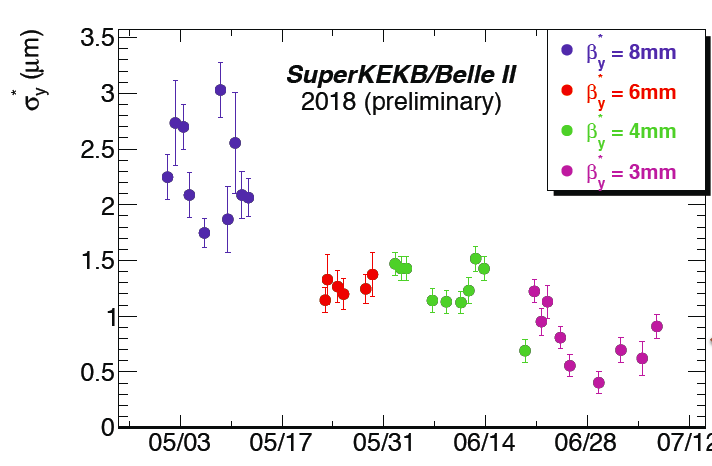 σ*y (μm)
3.5
3
2.5
2
1.5
1
0.5
0
SuperKEKB/Belle II
2018 (preliminary)
β*y = 8mm
β*y = 6mm
β*y = 4mm
β*y = 3mm
05/03 05/17 05/31 06/14 06/28 07/12